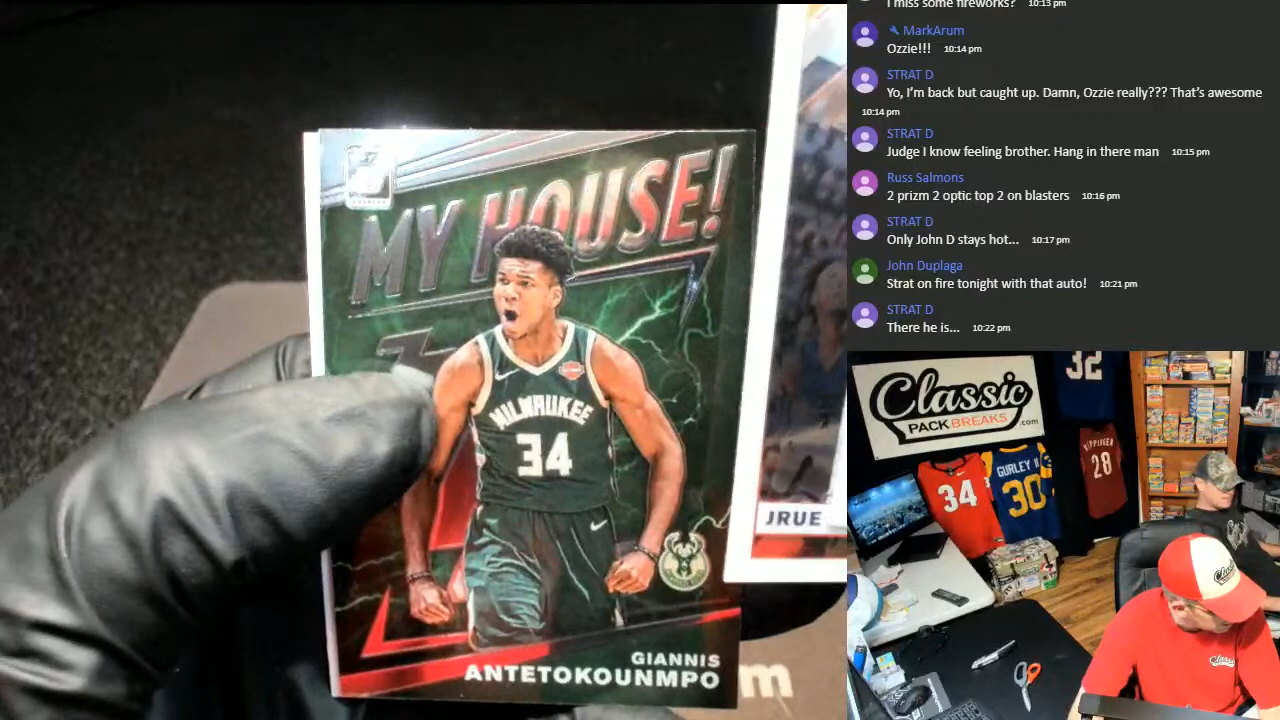 MY HOUSE!
MILWAUKEE
34
GIANNIS
ANTETOKOUNMPO
JRUE
m
I miss some fireworks? 10:13 pm
MarkArum
Ozzie!!! 10:14 pm
STRAT D
Yo, I'm back but caught up. Damn, Ozzie really??? That's awesome
10:14 pm
STRAT D
Judge I know feeling brother. Hang in there man 10:15 pm
Russ Salmons
2 prizm 2 optic top 2 on blasters 10:16 pm
STRAT D
Only John D stays hot... 10:17 pm
John Duplaga
Strat on fire tonight with that auto! 10:21 pm
STRAT D
There he is... 10:22 pm
Classic
PACK BREAKS.com
32
34
GURLEY II
30
KIPPINGER
28
Classic